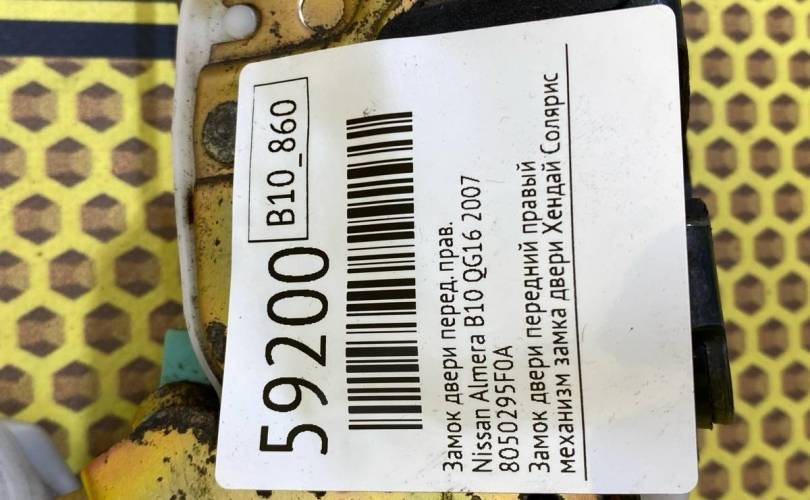 59200 B10_860
Замок двери перед. прав.
Nissan Almera B10 QG16 2007
8050295F0A
Замок двери передний правый
механизм замка двери Хендай Солярис